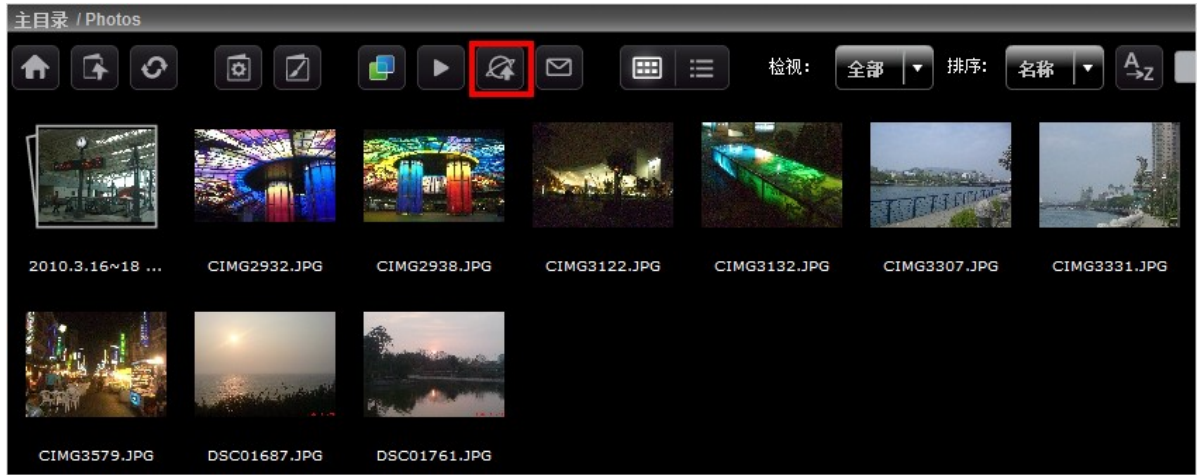 主目录 / Photos
检视: 全部 排序: 名称 A→Z
2010.3.16~18 ... CIMG2932.JPG CIMG2938.JPG CIMG3122.JPG CIMG3132.JPG CIMG3307.JPG CIMG3331.JPG
CIMG3579.JPG DSC01687.JPG DSC01761.JPG